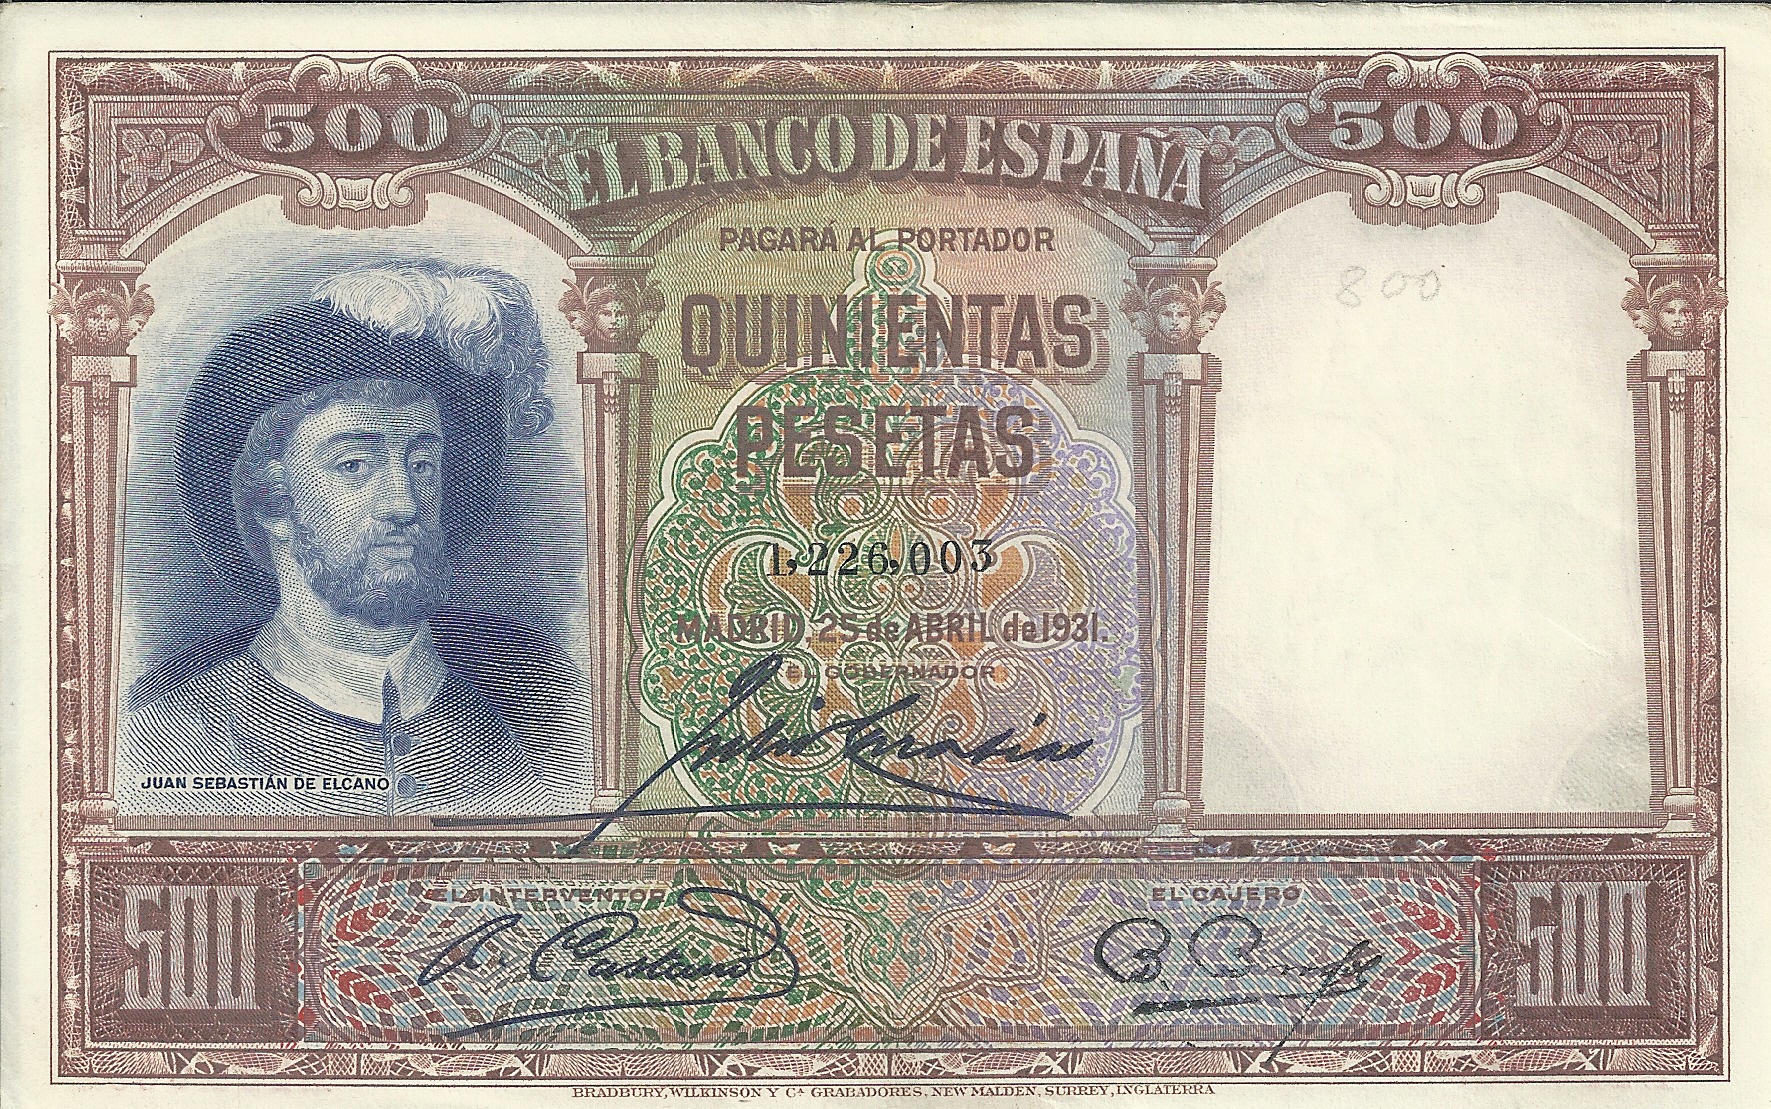 500
500
EL BANCO DE ESPAÑA
PAGARÁ AL PORTADOR
800
QUINIENTAS
PESETAS
1,226,003
MADRID, 25 de ABRIL de 1931.
EL GOBERNADOR
JUAN SEBASTIÁN DE ELCANO
EL INTERVENTOR
EL CAJERO
500
500
BRADBURY, WILKINSON Y Cª GRABADORES, NEW MALDEN, SURREY, INGLATERRA